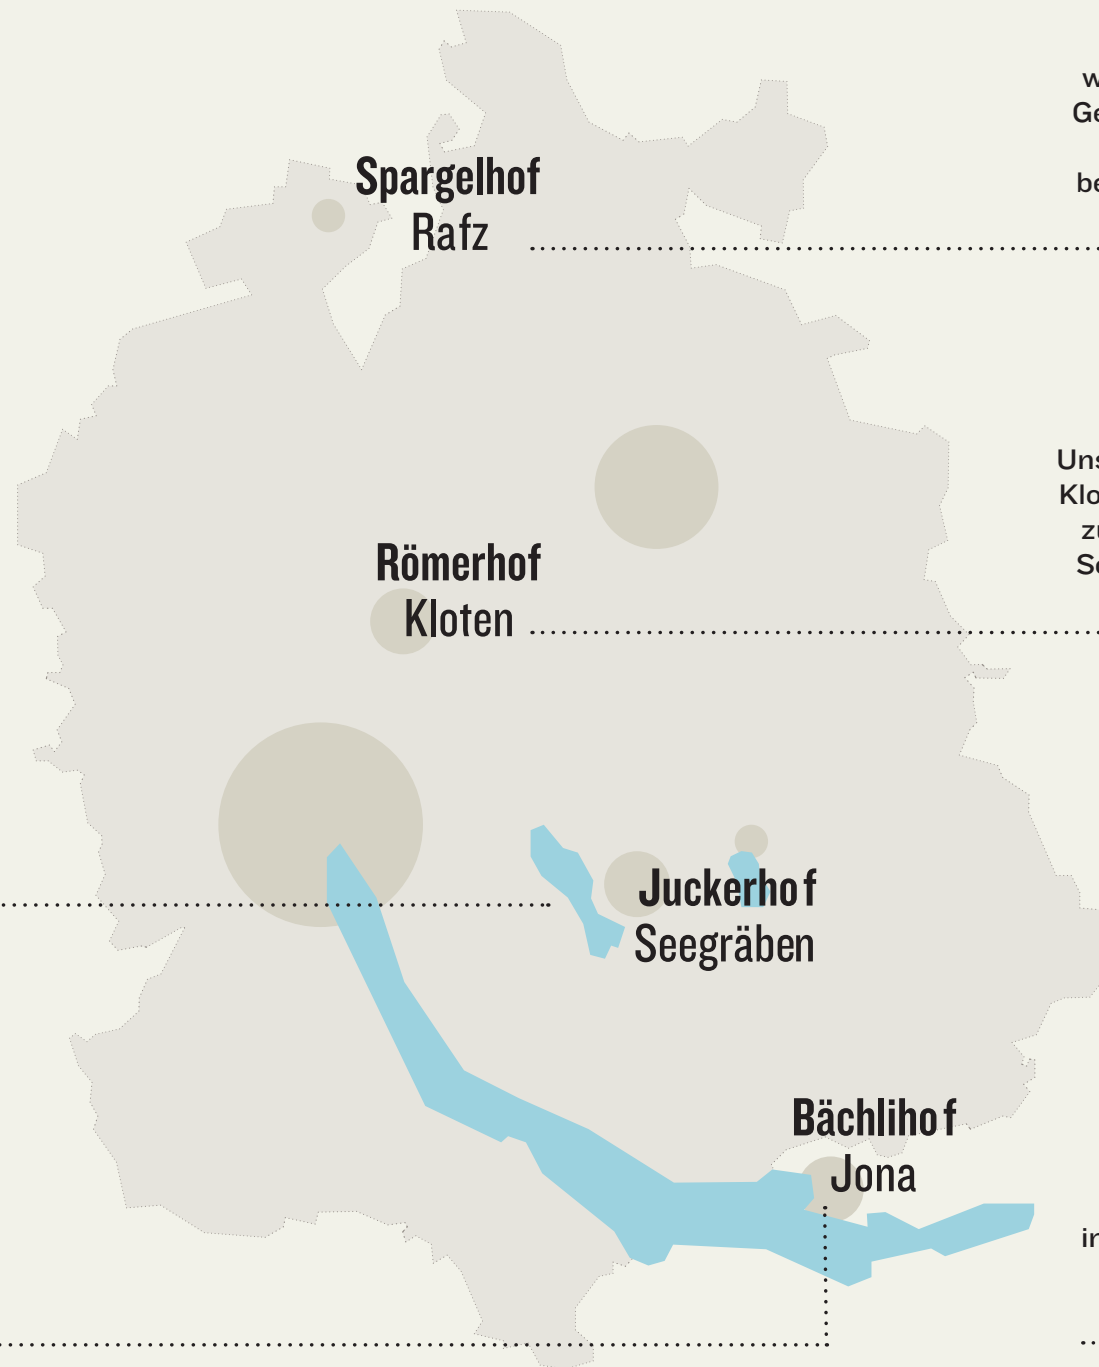 Spargelhof
Rafz
Römerhof
Kloten
Juckerhof
Seegräben
Bächlihof
Jona